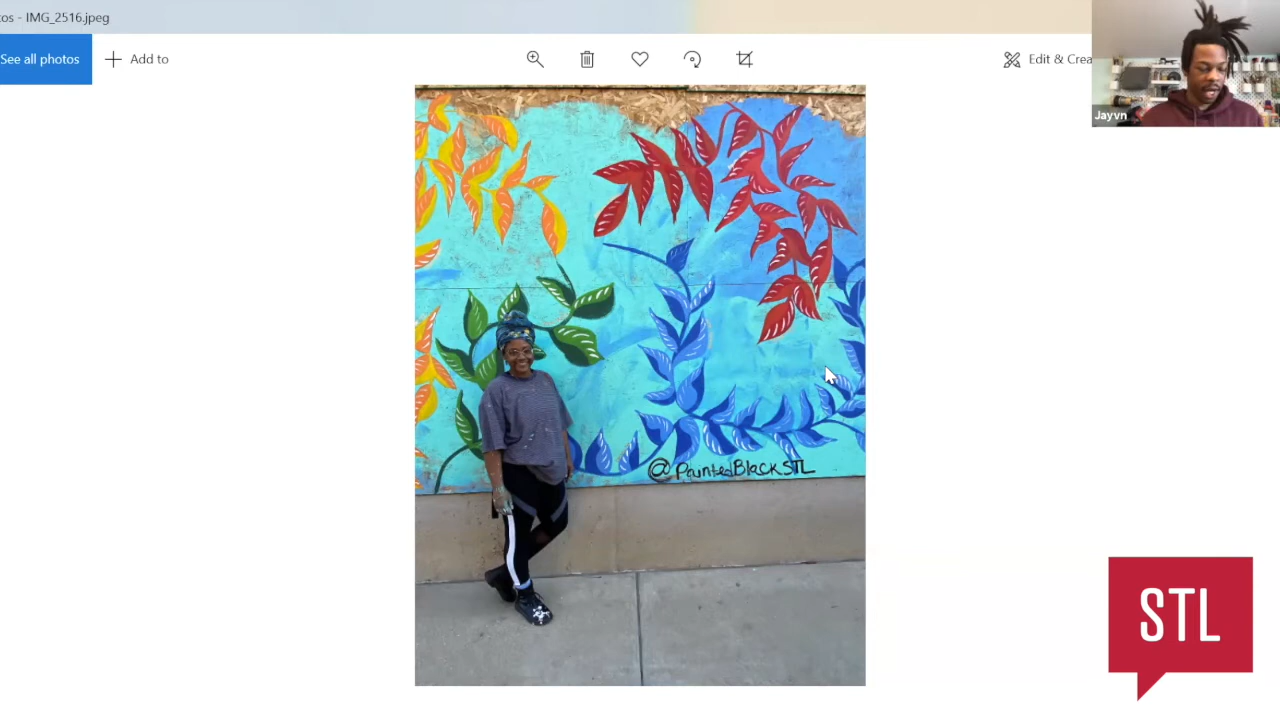 os - IMG_2516.jpeg
See all photos
Add to
Edit & Crea
Jayvn
@PaintedBlackSTL
STL